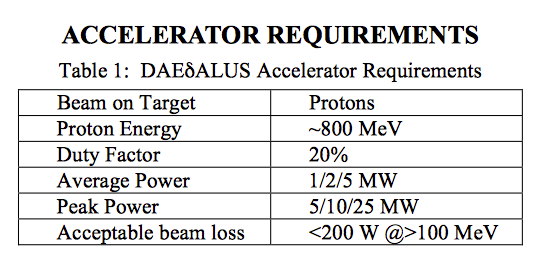 ACCELERATOR REQUIREMENTS
Table 1: DAEδALUS Accelerator Requirements
Beam on Target Protons
Proton Energy ~800 MeV
Duty Factor 20%
Average Power 1/2/5 MW
Peak Power 5/10/25 MW
Acceptable beam loss <200 W @>100 MeV